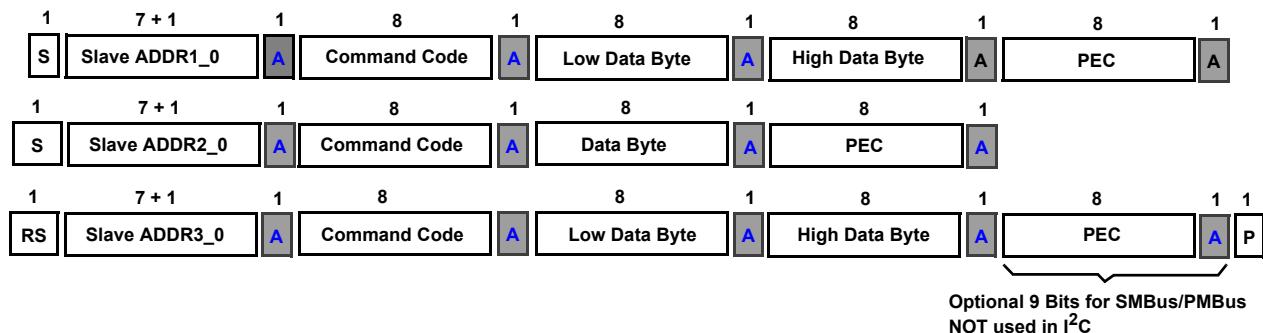 1 7 + 1 1 8 1 8 1 8 1 8 1
S Slave ADDR1_0 A Command Code A Low Data Byte A High Data Byte A PEC A
1 7 + 1 1 8 1 8 1 8 1
S Slave ADDR2_0 A Command Code A Data Byte A PEC A
1 7 + 1 1 8 1 8 1 8 1 8 1 1
RS Slave ADDR3_0 A Command Code A Low Data Byte A High Data Byte A PEC A P
Optional 9 Bits for SMBus/PMBus
NOT used in I²C